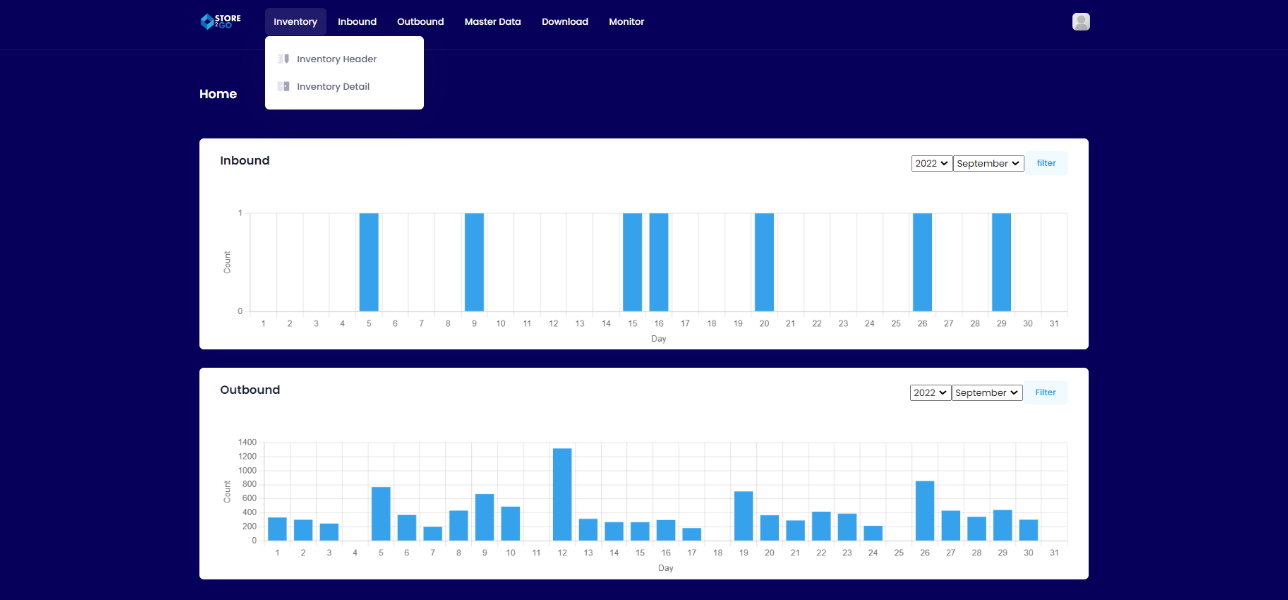 STORE
2GO
Inventory Inbound Outbound Master Data Download Monitor
Inventory Header
Inventory Detail
Home
Inbound
2022 September filter
1
Count
0
1 2 3 4 5 6 7 8 9 10 11 12 13 14 15 16 17 18 19 20 21 22 23 24 25 26 27 28 29 30 31
Day
Outbound
2022 September Filter
1400
1200
1000
800
Count
600
400
200
0
1 2 3 4 5 6 7 8 9 10 11 12 13 14 15 16 17 18 19 20 21 22 23 24 25 26 27 28 29 30 31
Day